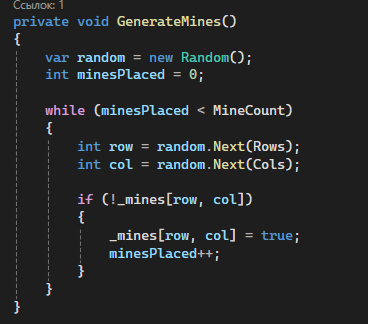 Ссылок: 1
private void GenerateMines()
{
    var random = new Random();
    int minesPlaced = 0;

    while (minesPlaced < MineCount)
    {
        int row = random.Next(Rows);
        int col = random.Next(Cols);

        if (!_mines[row, col])
        {
            _mines[row, col] = true;
            minesPlaced++;
        }
    }
}